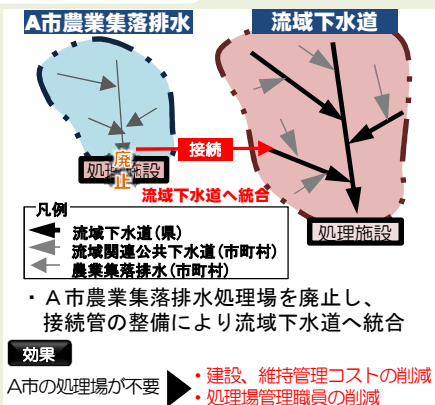 A市農業集落排水
流域下水道
廃止
処理施設
接続
流域下水道へ統合
処理施設
凡例
流域下水道(県)
流域関連公共下水道(市町村)
農業集落排水(市町村)
・A市農業集落排水処理場を廃止し、
接続管の整備により流域下水道へ統合
効果
A市の処理場が不要
・建設、維持管理コストの削減
・処理場管理職員の削減